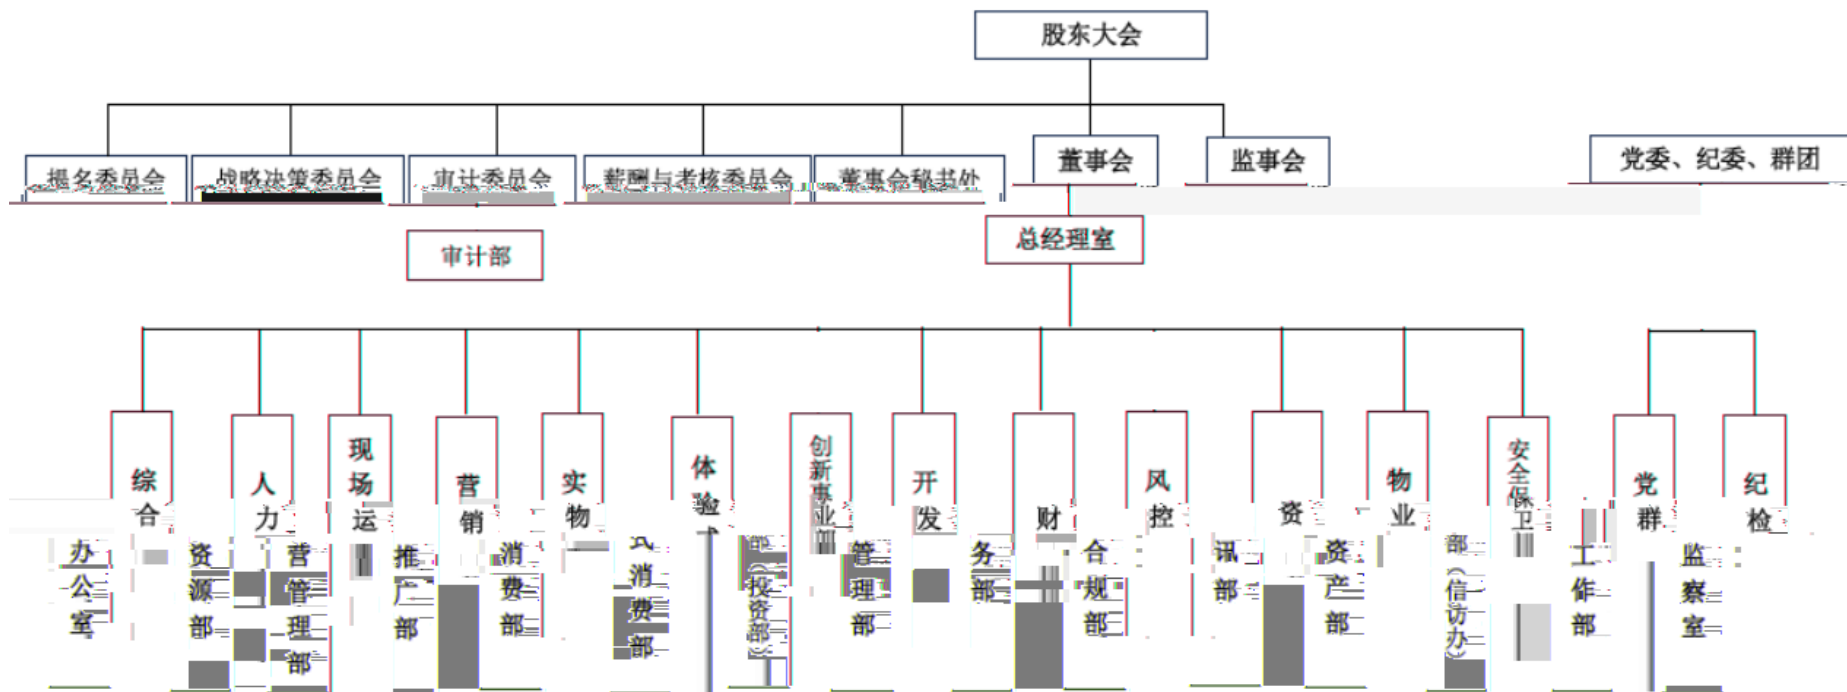 股东大会
提名委员会
战略决策委员会
审计委员会
薪酬与考核委员会
董事会秘书处
董事会
监事会
党委、纪委、群团
审计部
总经理室
综合办公室
人力资源部
现场运营管理部
营销推广部
实物消费部
体验式消费部
创新事业部(投资部)
开发管理部
财务部
风控合规部
资讯部
物业资产部
安全保卫部(信访办)
党群工作部
纪检监察室